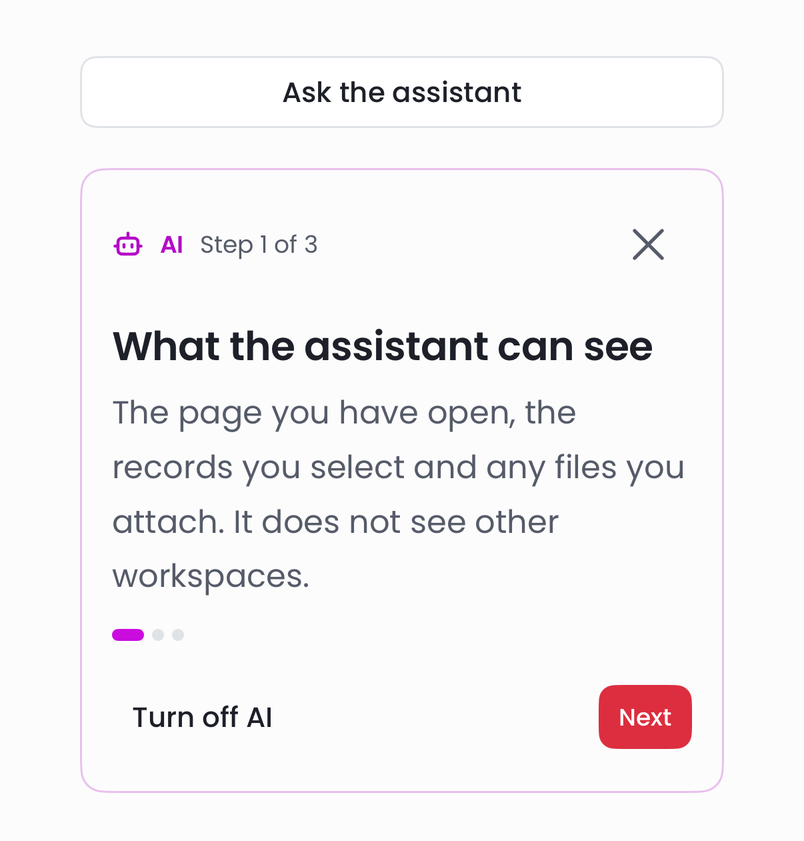 Ask the assistant
AI Step 1 of 3
What the assistant can see
The page you have open, the
records you select and any files you
attach. It does not see other
workspaces.
Turn off AI
Next